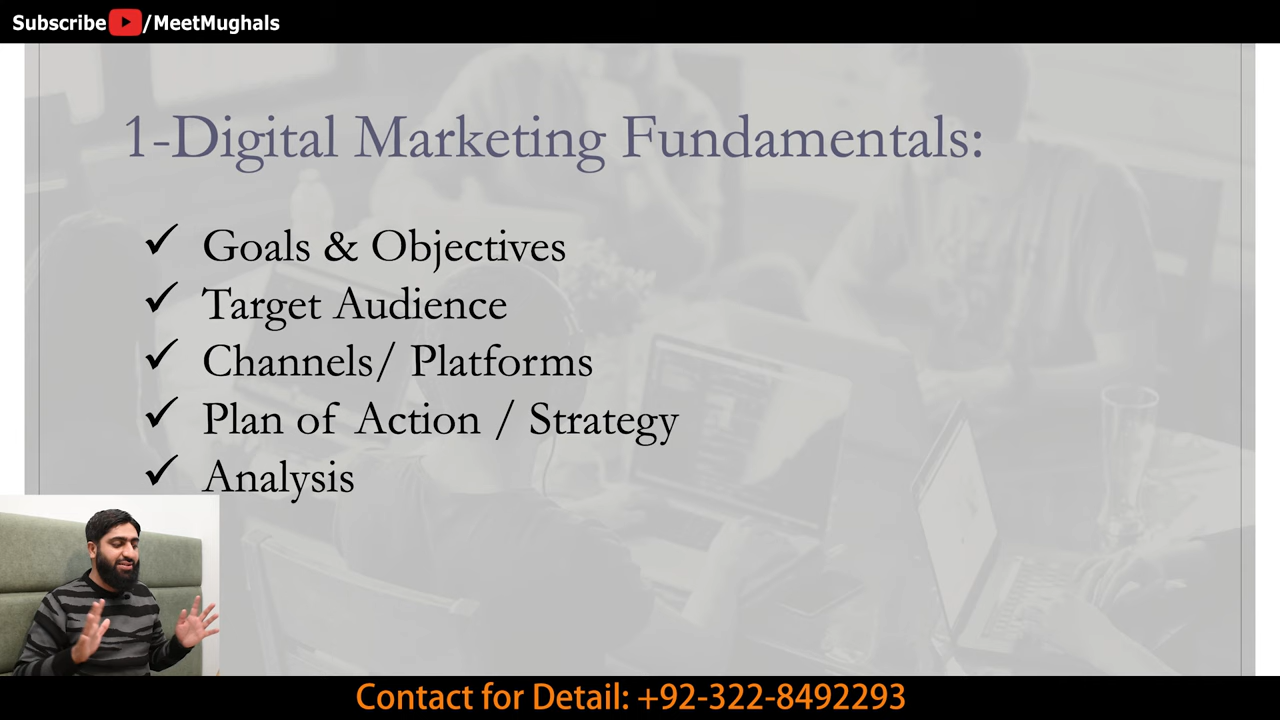 Subscribe /MeetMughals
1-Digital Marketing Fundamentals:
Goals & Objectives
Target Audience
Channels/ Platforms
Plan of Action / Strategy
Analysis
Contact for Detail: +92-322-8492293